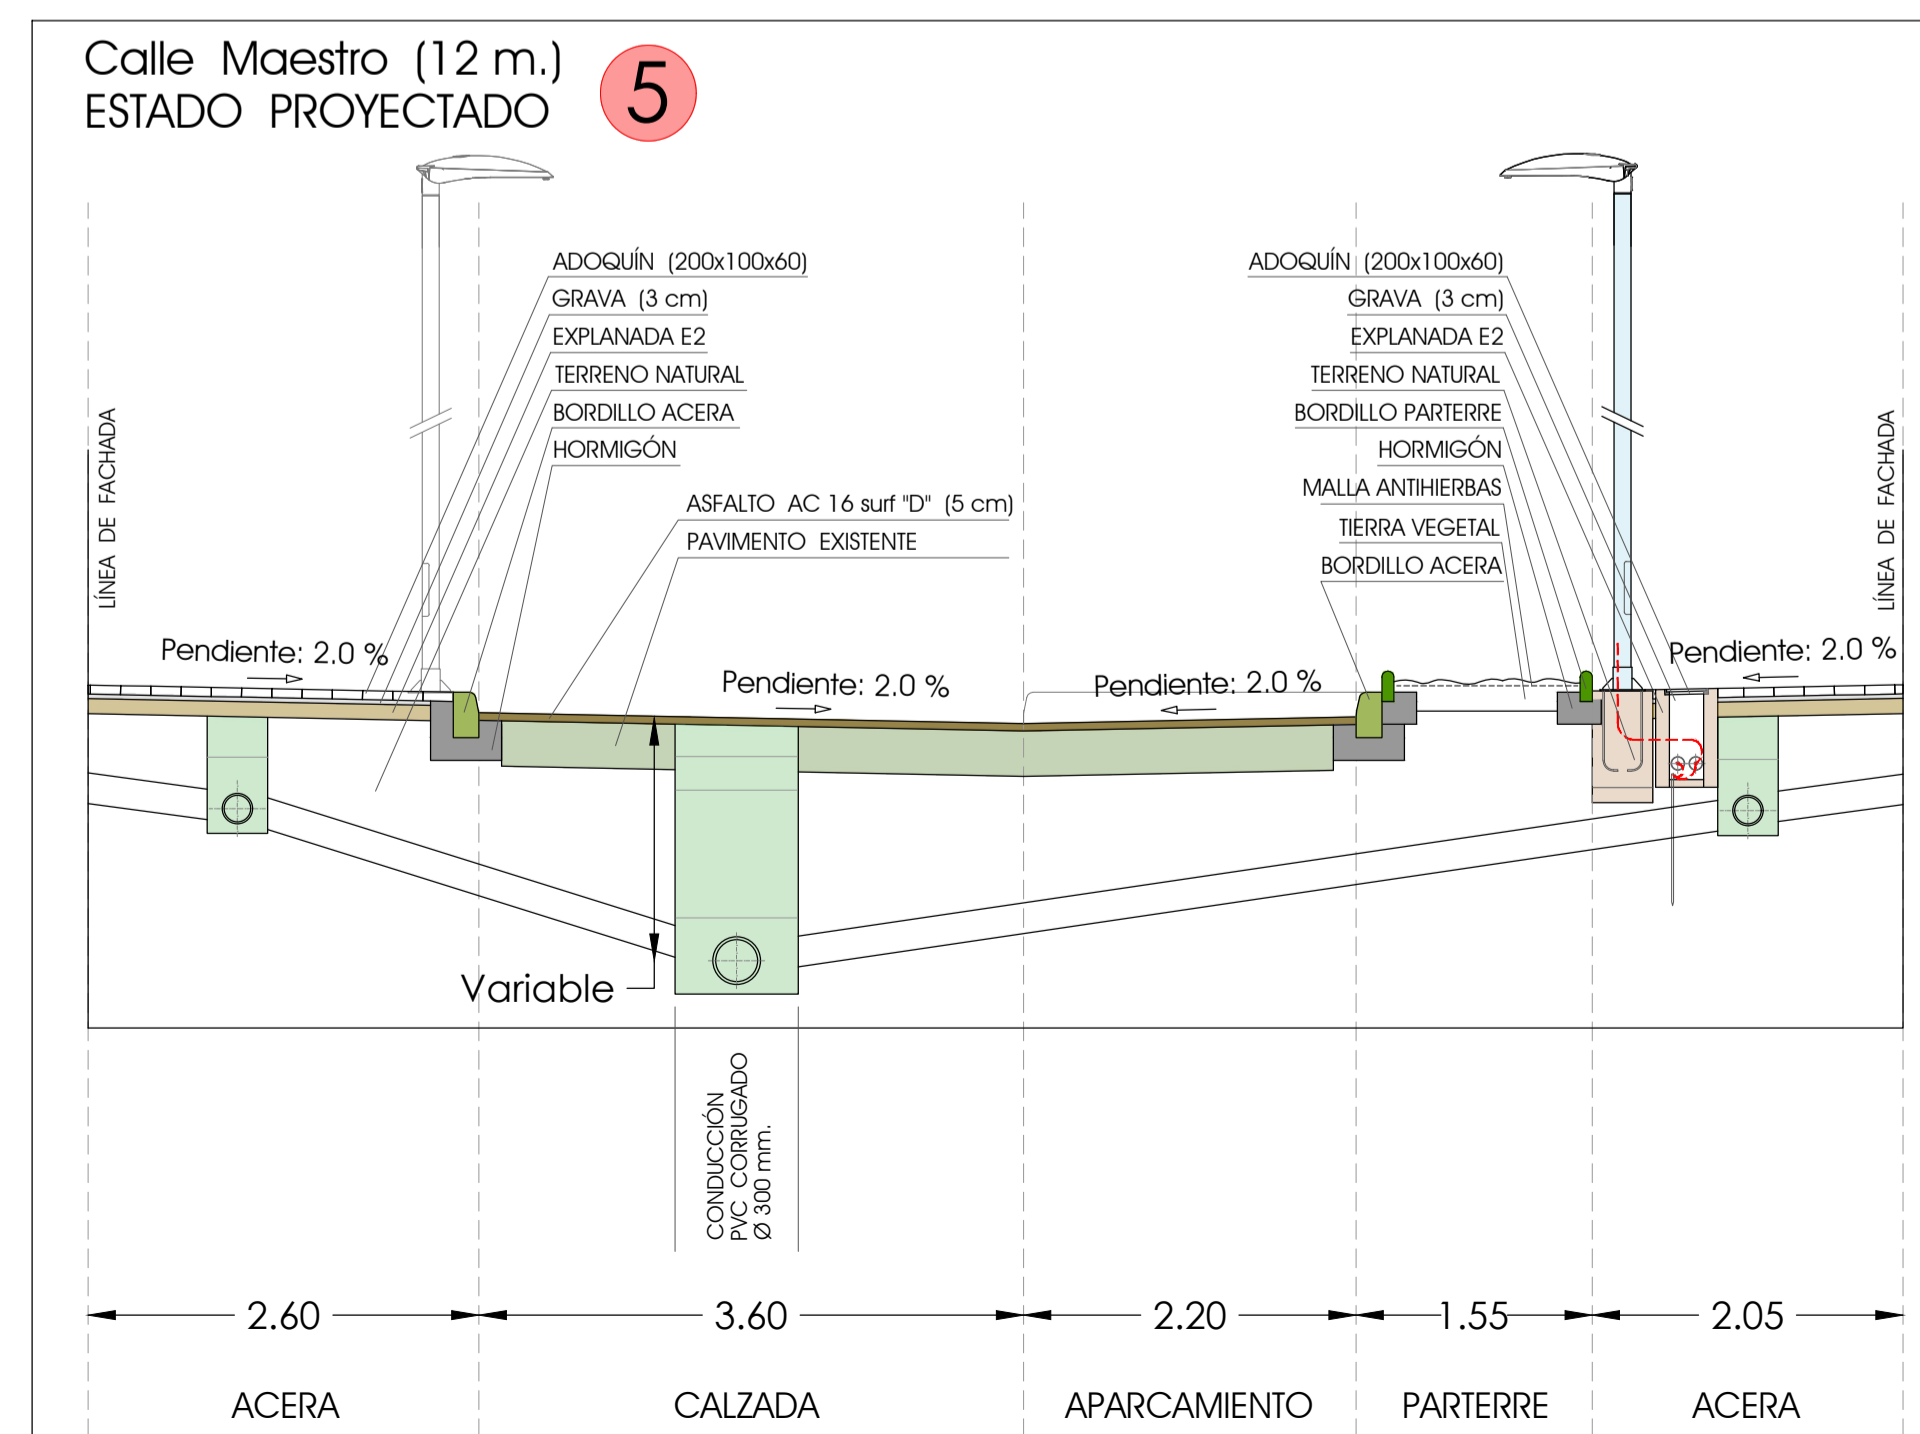 Calle Maestro (12 m.)
ESTADO PROYECTADO
5
ADOQUÍN (200x100x60)
GRAVA (3 cm)
EXPLANADA E2
TERRENO NATURAL
BORDILLO ACERA
HORMIGÓN
ASFALTO AC 16 surf "D" (5 cm)
PAVIMENTO EXISTENTE
ADOQUÍN (200x100x60)
GRAVA (3 cm)
EXPLANADA E2
TERRENO NATURAL
BORDILLO PARTERRE
HORMIGÓN
MALLA ANTIHIERBAS
TIERRA VEGETAL
BORDILLO ACERA
LÍNEA DE FACHADA
LÍNEA DE FACHADA
Pendiente: 2.0 %
Pendiente: 2.0 %
Pendiente: 2.0 %
Pendiente: 2.0 %
Variable
CONDUCCIÓN
PVC CORRUGADO
Ø 300 mm.
2.60
3.60
2.20
1.55
2.05
ACERA
CALZADA
APARCAMIENTO
PARTERRE
ACERA